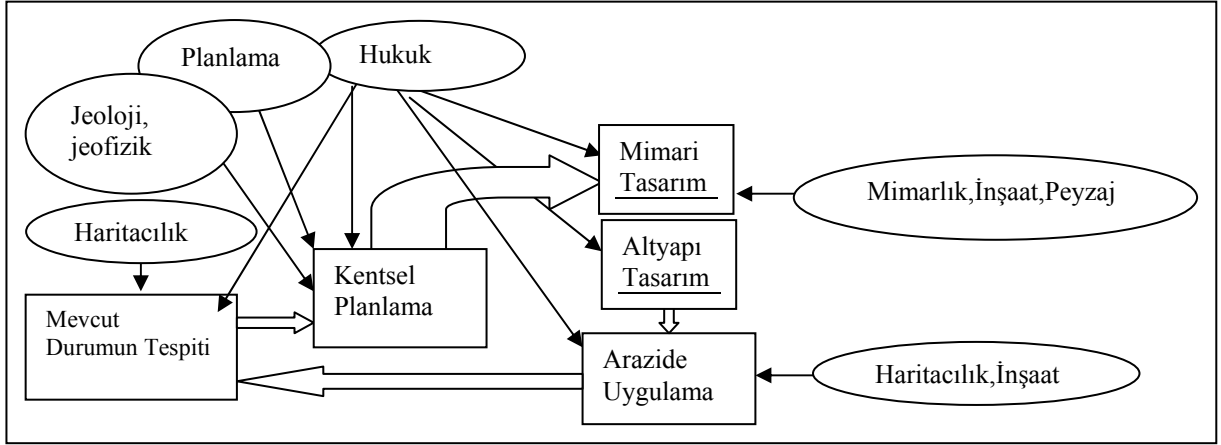 Planlama
Hukuk
Jeoloji,
jeofizik
Mimari
Tasarım
Mimarlık,İnşaat,Peyzaj
Haritacılık
Altyapı
Tasarım
Kentsel
Planlama
Mevcut
Durumun Tespiti
Arazide
Uygulama
Haritacılık,İnşaat